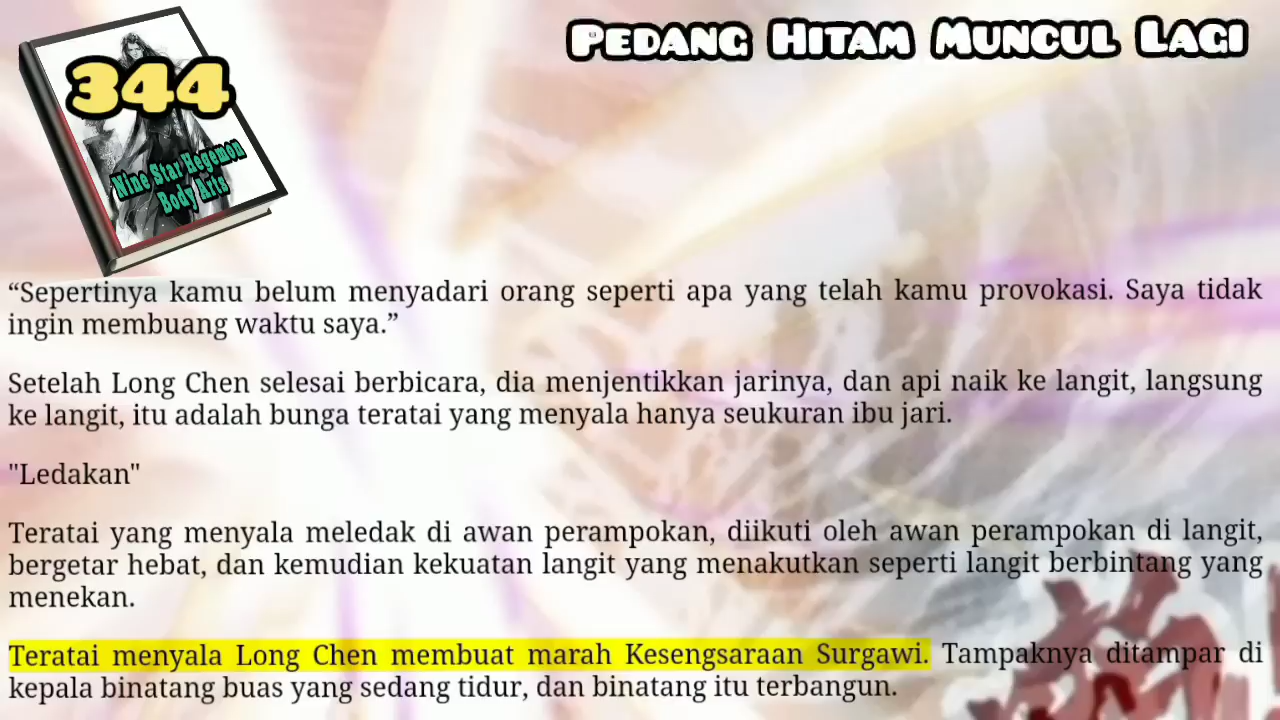 PEDANG HITAM MUNCUL LAGI
344
Nine Star Hegemon
Body Arts
“Sepertinya kamu belum menyadari orang seperti apa yang telah kamu provokasi. Saya tidak
ingin membuang waktu saya.”
Setelah Long Chen selesai berbicara, dia menjentikkan jarinya, dan api naik ke langit, langsung
ke langit, itu adalah bunga teratai yang menyala hanya seukuran ibu jari.
"Ledakan"
Teratai yang menyala meledak di awan perampokan, diikuti oleh awan perampokan di langit,
bergetar hebat, dan kemudian kekuatan langit yang menakutkan seperti langit berbintang yang
menekan.
Teratai menyala Long Chen membuat marah Kesengsaraan Surgawi. Tampaknya ditampar di
kepala binatang buas yang sedang tidur, dan binatang itu terbangun.